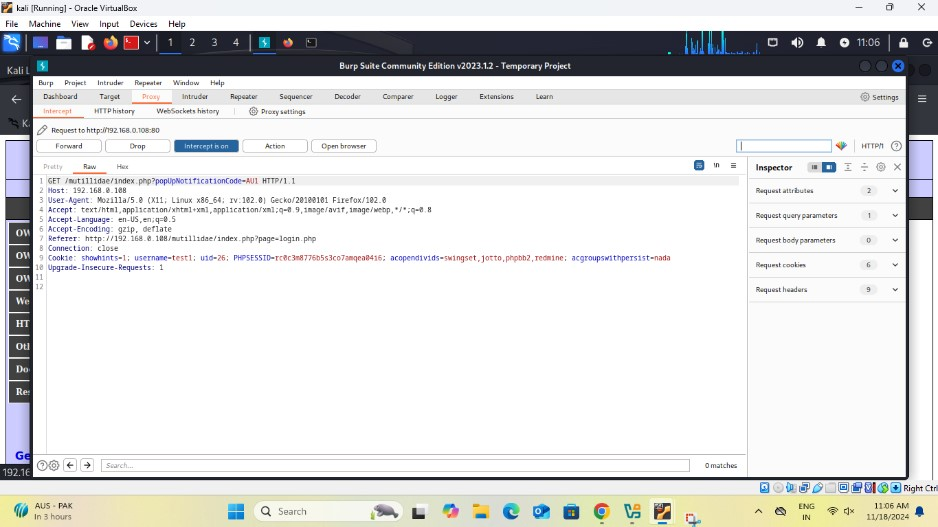 kali [Running] - Oracle VirtualBox
File Machine View Input Devices Help
1 2 3 4
11:06
Kali L
Burp Suite Community Edition v2023.1.2 - Temporary Project
Burp Project Intruder Repeater Window Help
Dashboard Target Proxy Intruder Repeater Sequencer Decoder Comparer Logger Extensions Learn
Settings
Intercept HTTP history WebSockets history Proxy settings
Request to http://192.168.0.108:80
Forward Drop Intercept is on Action Open browser
HTTP/1
Pretty Raw Hex
\n
Inspector
1 GET /mutillidae/index.php?popUpNotificationCode=AU1 HTTP/1.1
2 Host: 192.168.0.108
3 User-Agent: Mozilla/5.0 (X11; Linux x86_64; rv:102.0) Gecko/20100101 Firefox/102.0
4 Accept: text/html,application/xhtml+xml,application/xml;q=0.9,image/avif,image/webp,*/*;q=0.8
5 Accept-Language: en-US,en;q=0.5
6 Accept-Encoding: gzip, deflate
7 Referer: http://192.168.0.108/mutillidae/index.php?page=login.php
8 Connection: close
9 Cookie: showhints=1; username=test1; uid=26; PHPSESSID=rc0c3m8776b5s3co7amqea04i6; acopendivids=swingset,jotto,phpbb2,redmine; acgroupswithpersist=nada
10 Upgrade-Insecure-Requests: 1
11
12
Request attributes 2
Request query parameters 1
Request body parameters 0
Request cookies 6
Request headers 9
OW
OW
OW
We
HT
Oth
Do
Res
Ge
192.16
Search...
0 matches
Right Ctrl
AUS - PAK
In 3 hours
Search
ENG
IN
11:06 AM
11/18/2024